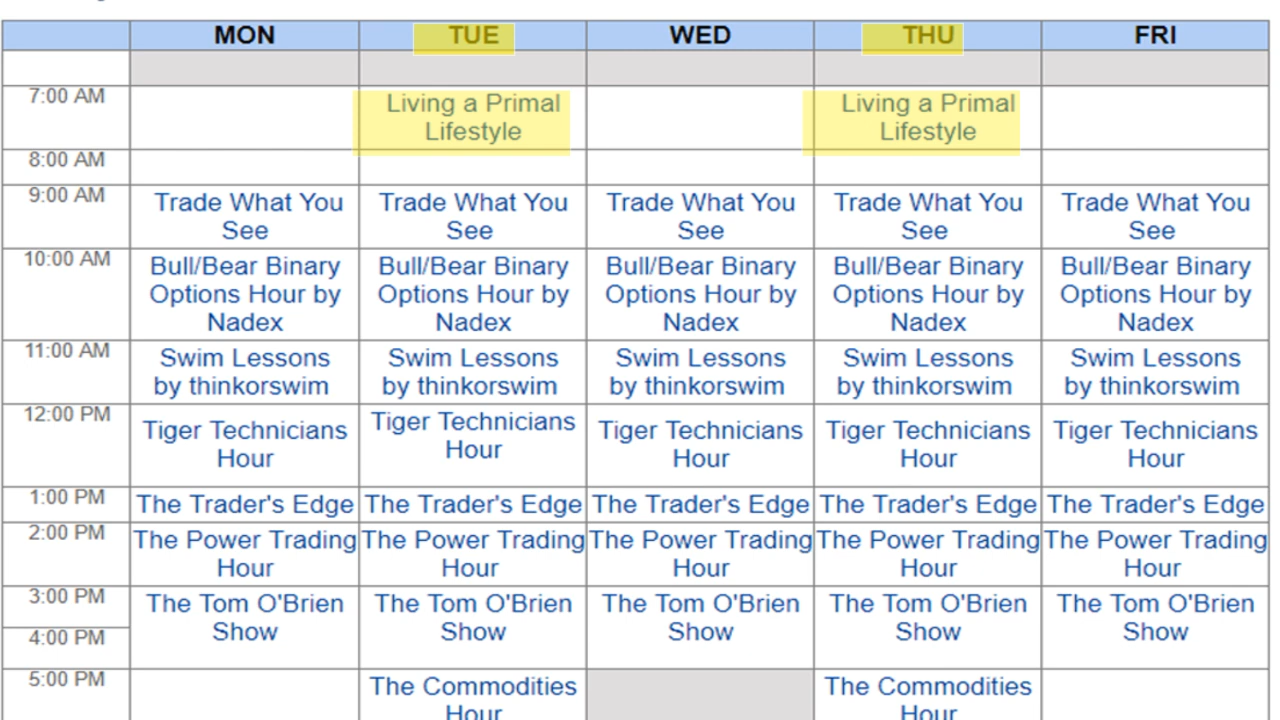 MON TUE WED THU FRI
7:00 AM Living a Primal Lifestyle Living a Primal Lifestyle
8:00 AM
9:00 AM Trade What You See Trade What You See Trade What You See Trade What You See Trade What You See
10:00 AM Bull/Bear Binary Options Hour by Nadex Bull/Bear Binary Options Hour by Nadex Bull/Bear Binary Options Hour by Nadex Bull/Bear Binary Options Hour by Nadex Bull/Bear Binary Options Hour by Nadex
11:00 AM Swim Lessons by thinkorswim Swim Lessons by thinkorswim Swim Lessons by thinkorswim Swim Lessons by thinkorswim Swim Lessons by thinkorswim
12:00 PM Tiger Technicians Hour Tiger Technicians Hour Tiger Technicians Hour Tiger Technicians Hour Tiger Technicians Hour
1:00 PM The Trader's Edge The Trader's Edge The Trader's Edge The Trader's Edge The Trader's Edge
2:00 PM The Power Trading Hour The Power Trading Hour The Power Trading Hour The Power Trading Hour The Power Trading Hour
3:00 PM The Tom O'Brien Show The Tom O'Brien Show The Tom O'Brien Show The Tom O'Brien Show The Tom O'Brien Show
4:00 PM
5:00 PM The Commodities Hour The Commodities Hour